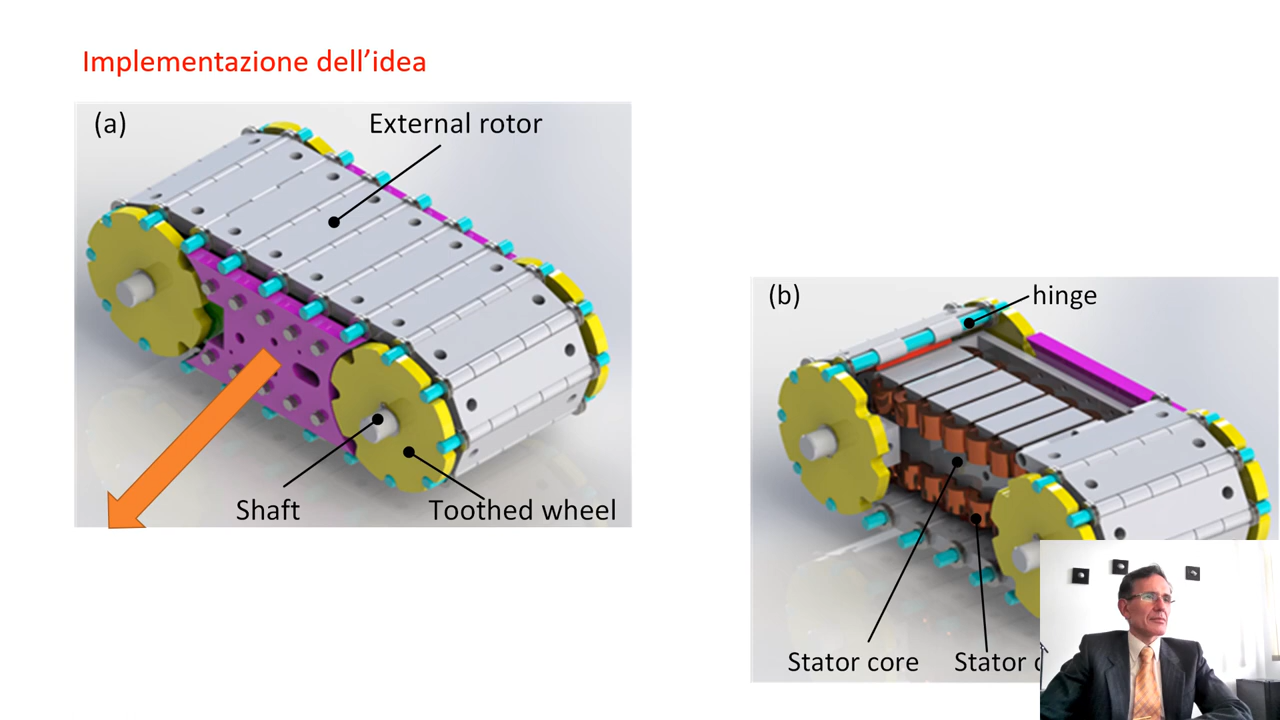 Implementazione dell’idea
(a)
External rotor
Shaft
Toothed wheel
(b)
hinge
Stator core
Stator